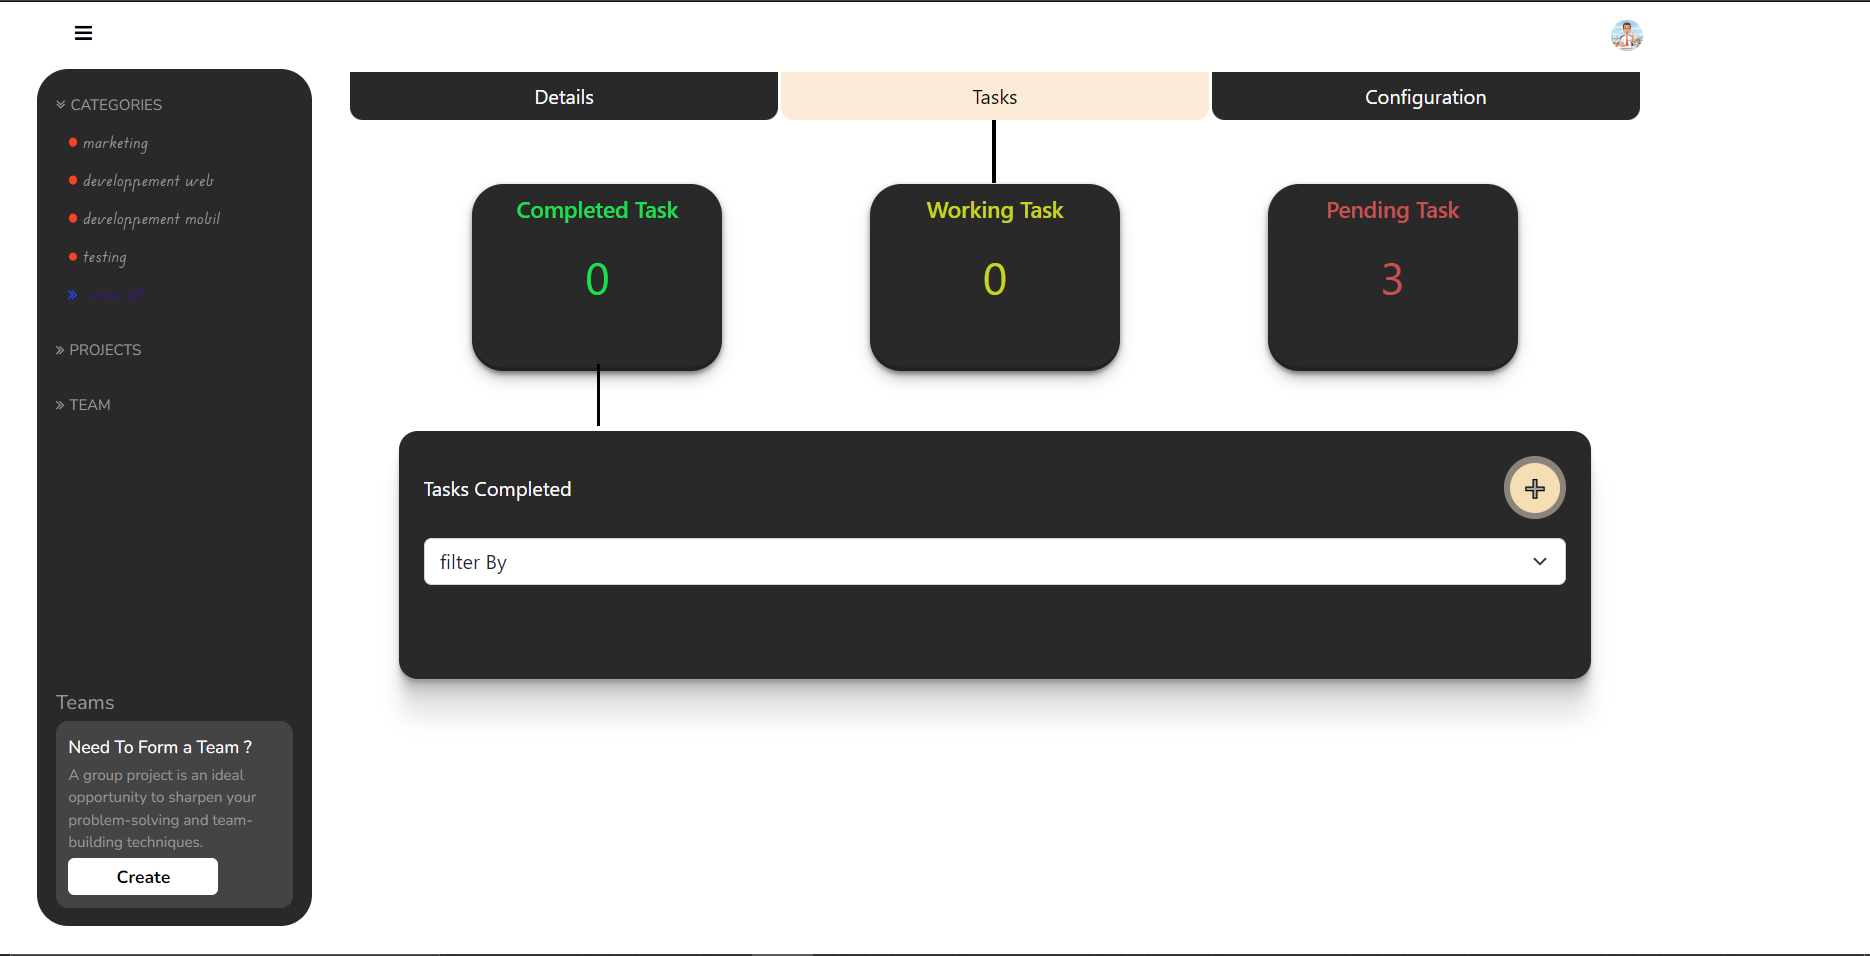 CATEGORIES
marketing
developpement web
developpement mobil
testing
PROJECTS
TEAM
Teams
Need To Form a Team ?
A group project is an ideal
opportunity to sharpen your
problem-solving and team-
building techniques.
Create
Details
Tasks
Configuration
Completed Task
0
Working Task
0
Pending Task
3
Tasks Completed
filter By